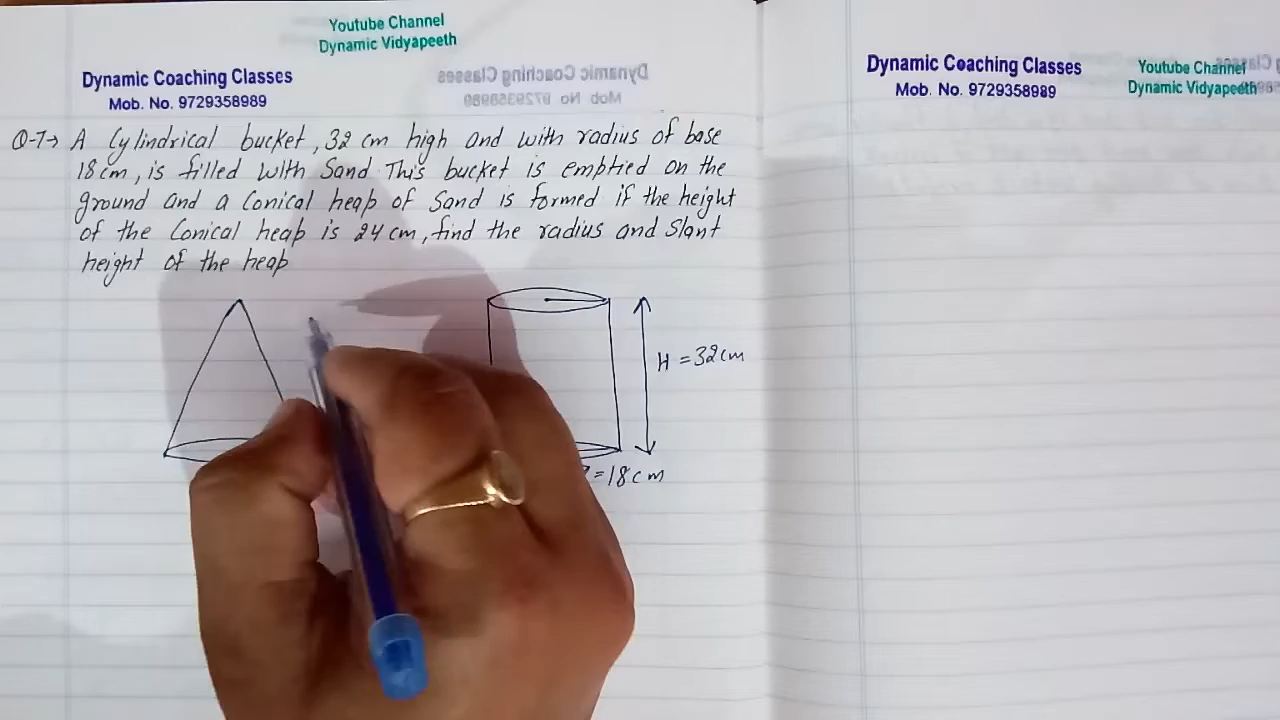 Youtube Channel
Dynamic Vidyapeeth
Dynamic Coaching Classes
Mob. No. 9729358989
Q-7→ A Cylindrical bucket, 32 cm high and with radius of base
18 cm, is filled with Sand. This bucket is emptied on the
ground and a Conical heap of Sand is formed if the height
of the Conical heap is 24 cm, find the radius and Slant
height of the heap
H = 32 cm
=18 cm
Dynamic Coaching Classes
Mob. No. 9729358989
Youtube Channel
Dynamic Vidyapeeth